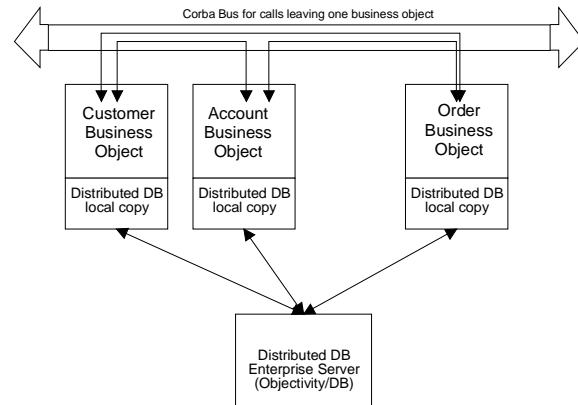 Corba Bus for calls leaving one business object
Customer
Business
Object
Account
Business
Object
Order
Business
Object
Distributed DB
local copy
Distributed DB
local copy
Distributed DB
local copy
Distributed DB
Enterprise Server
(Objectivity/DB)